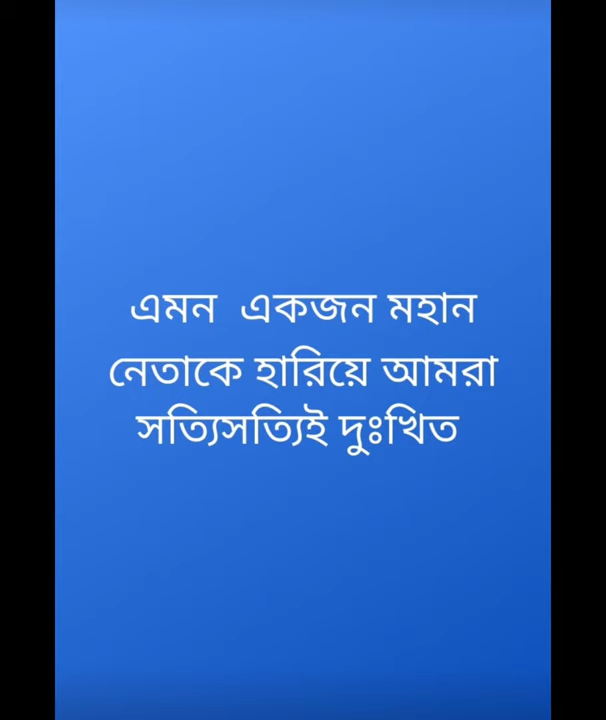 এমন একজন মহান
নেতাকে হারিয়ে আমরা
সত্যিসত্যিই দুঃখিত